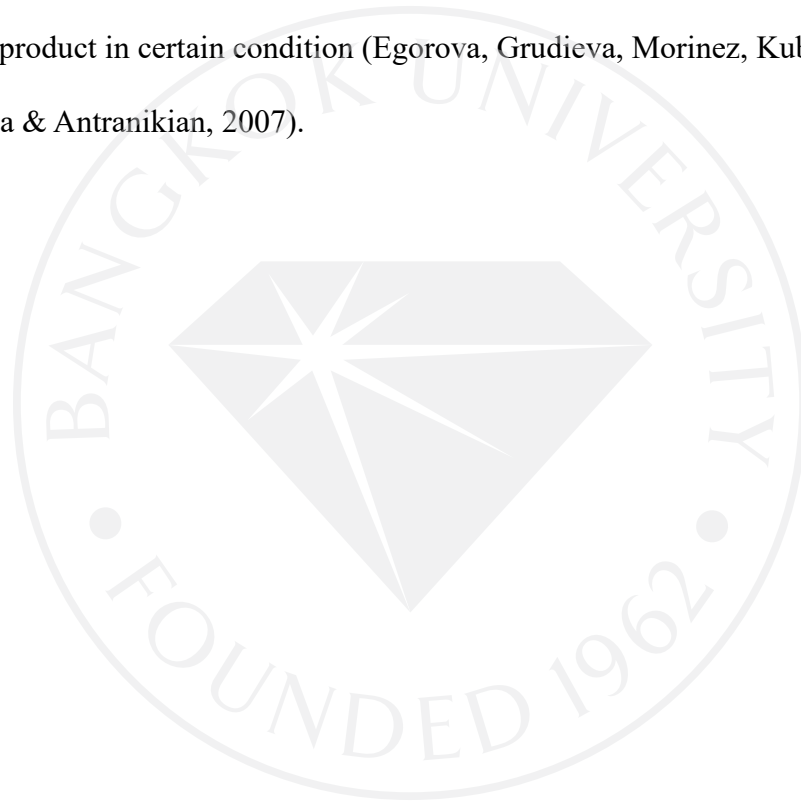 product in certain condition (Egorova, Grudieva, Morinez, Kub
a & Antranikian, 2007).
BANGKOK UNIVERSITY
FOUNDED 1962